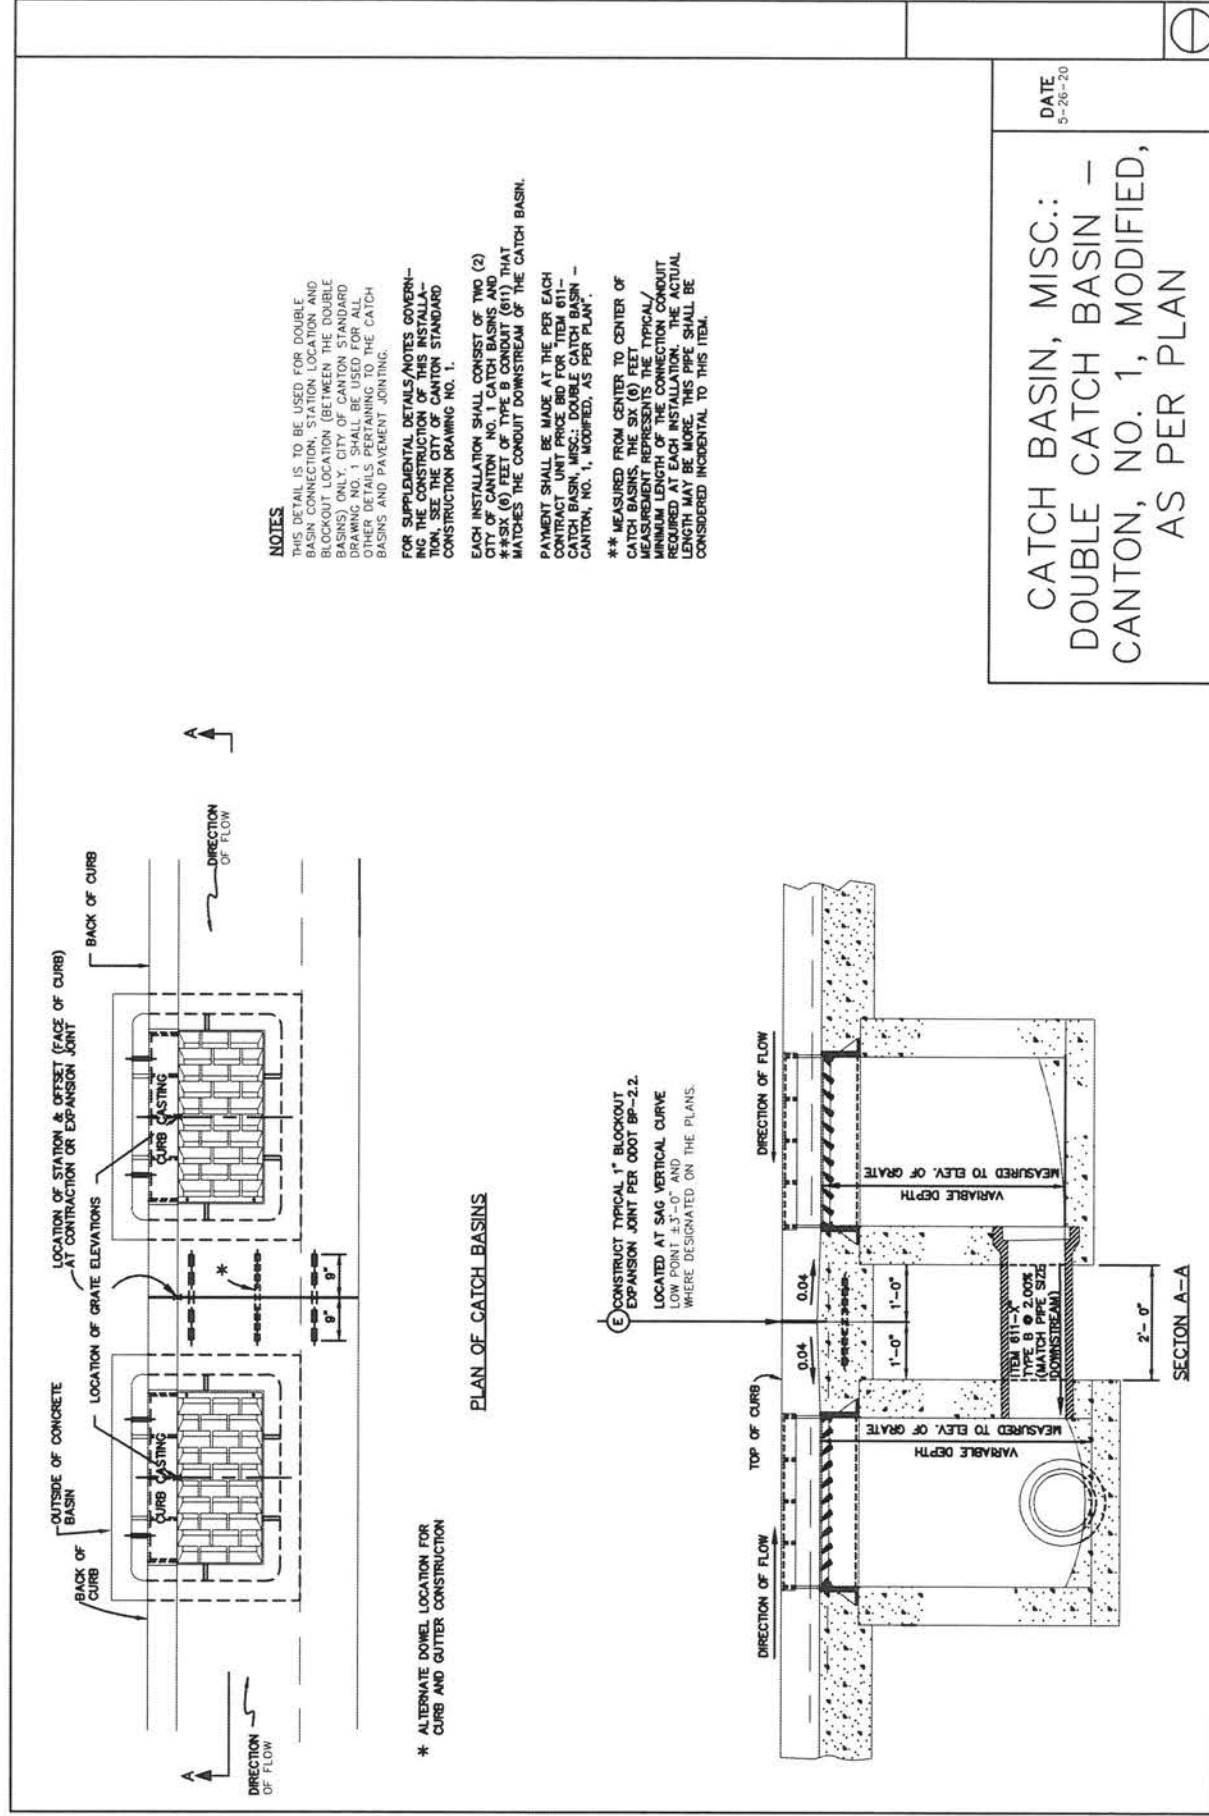 OUTSIDE OF CONCRETE
BASIN
BACK OF
CURB
LOCATION OF GRATE ELEVATIONS
LOCATION OF STATION & OFFSET (FACE OF CURB)
AT CONTRACTION OR EXPANSION JOINT
BACK OF CURB
CURB CASTING
CURB CASTING
A
A
DIRECTION
OF FLOW
DIRECTION
OF FLOW
*
9"
9"
* ALTERNATE DOWEL LOCATION FOR
CURB AND GUTTER CONSTRUCTION
PLAN OF CATCH BASINS
E
CONSTRUCT TYPICAL 1" BLOCKOUT
EXPANSION JOINT PER ODOT BP-2.2.
LOCATED AT SAG VERTICAL CURVE
LOW POINT ±3'-0" AND
WHERE DESIGNATED ON THE PLANS.
TOP OF CURB
DIRECTION OF FLOW
DIRECTION OF FLOW
0.04
0.04
1'-0"
1'-0"
VARIABLE DEPTH
MEASURED TO ELEV. OF GRATE
VARIABLE DEPTH
MEASURED TO ELEV. OF GRATE
ITEM 611-X"
TYPE B @ 2.00%
(MATCH PIPE SIZE
DOWNSTREAM)
2'- 0"
SECTON A-A
NOTES
THIS DETAIL IS TO BE USED FOR DOUBLE
BASIN CONNECTION, STATION LOCATION AND
BLOCKOUT LOCATION (BETWEEN THE DOUBLE
BASINS) ONLY. CITY OF CANTON STANDARD
DRAWING NO. 1 SHALL BE USED FOR ALL
OTHER DETAILS PERTAINING TO THE CATCH
BASINS AND PAVEMENT JOINTING.
FOR SUPPLEMENTAL DETAILS/NOTES GOVERN-
ING THE CONSTRUCTION OF THIS INSTALLA-
TION, SEE THE CITY OF CANTON STANDARD
CONSTRUCTION DRAWING NO. 1.
EACH INSTALLATION SHALL CONSIST OF TWO (2)
CITY OF CANTON NO. 1 CATCH BASINS AND
**SIX (6) FEET OF TYPE B CONDUIT (611) THAT
MATCHES THE CONDUIT DOWNSTREAM OF THE CATCH BASIN.
PAYMENT SHALL BE MADE AT THE PER EACH
CONTRACT UNIT PRICE BID FOR "ITEM 611-
CATCH BASIN, MISC.: DOUBLE CATCH BASIN -
CANTON, NO. 1, MODIFIED, AS PER PLAN".
** MEASURED FROM CENTER TO CENTER OF
CATCH BASINS, THE SIX (6) FEET
MEASUREMENT REPRESENTS THE TYPICAL/
MINIMUM LENGTH OF THE CONNECTION CONDUIT
REQUIRED AT EACH INSTALLATION. THE ACTUAL
LENGTH MAY BE MORE. THIS PIPE SHALL BE
CONSIDERED INCIDENTAL TO THIS ITEM.
CATCH BASIN, MISC.:
DOUBLE CATCH BASIN -
CANTON, NO. 1, MODIFIED,
AS PER PLAN
DATE
5-26-20